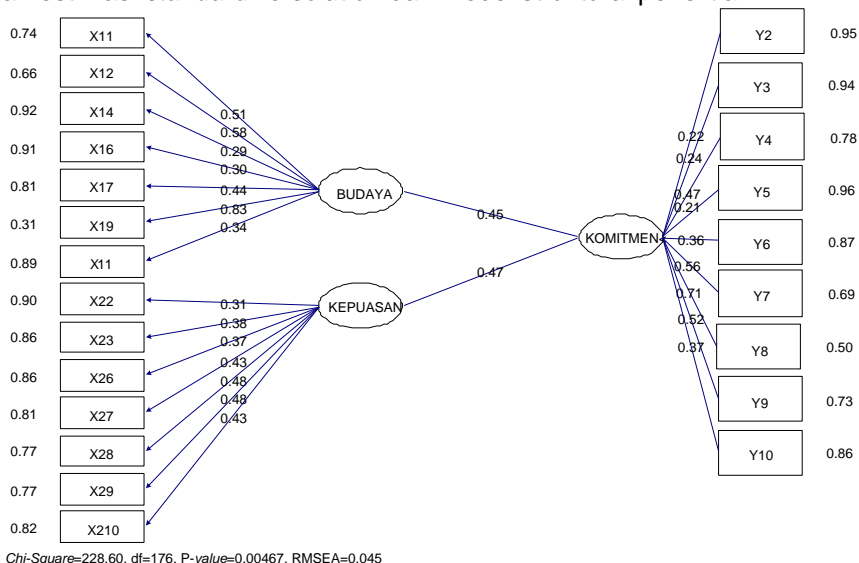 0.74 X11
0.66 X12
0.92 X14
0.91 X16
0.81 X17
0.31 X19
0.89 X11
0.90 X22
0.86 X23
0.86 X26
0.81 X27
0.77 X28
0.77 X29
0.82 X210
0.51
0.58
0.29
0.30
0.44
0.83
0.34
0.31
0.38
0.37
0.43
0.48
0.48
0.43
BUDAYA
KEPUASAN
0.45
0.47
KOMITMEN
0.22
0.24
0.47
0.21
0.36
0.56
0.71
0.52
0.37
Y2 0.95
Y3 0.94
Y4 0.78
Y5 0.96
Y6 0.87
Y7 0.69
Y8 0.50
Y9 0.73
Y10 0.86
Chi-Square=228.60, df=176, P-value=0.00467, RMSEA=0.045